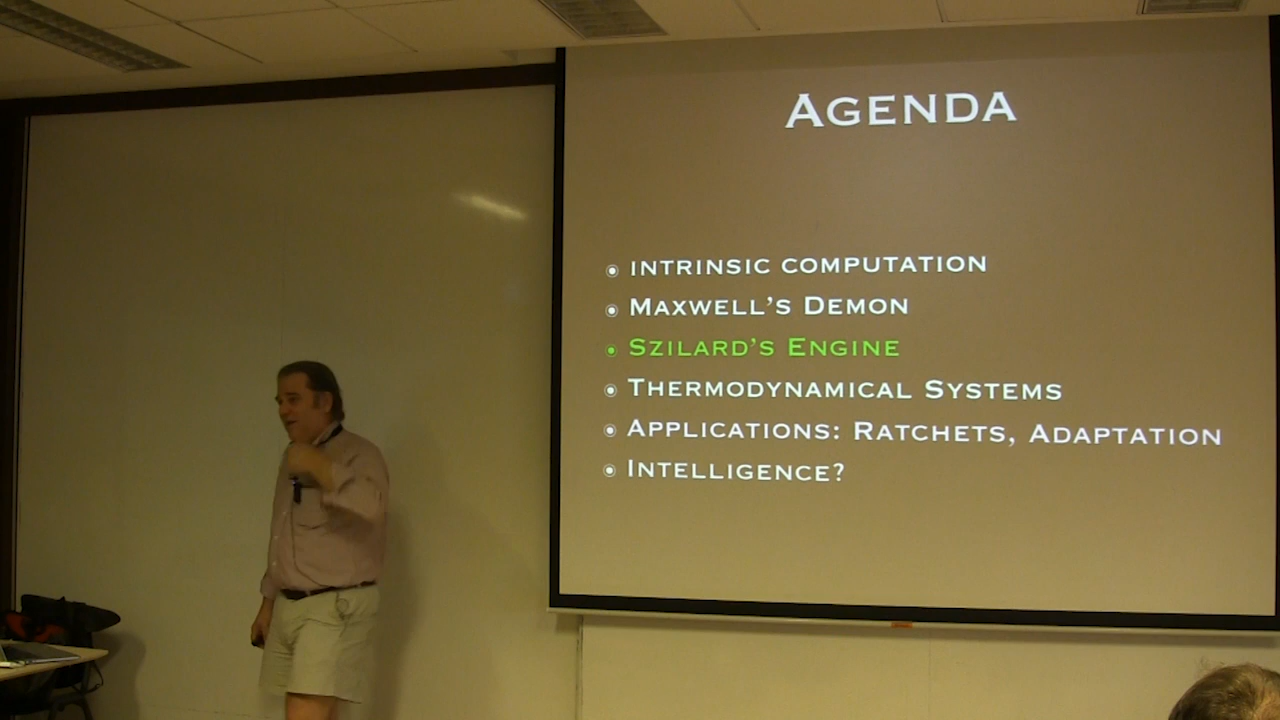 Agenda
Intrinsic computation
Maxwell's Demon
Szilard's Engine
Thermodynamical Systems
Applications: Ratchets, Adaptation
Intelligence?